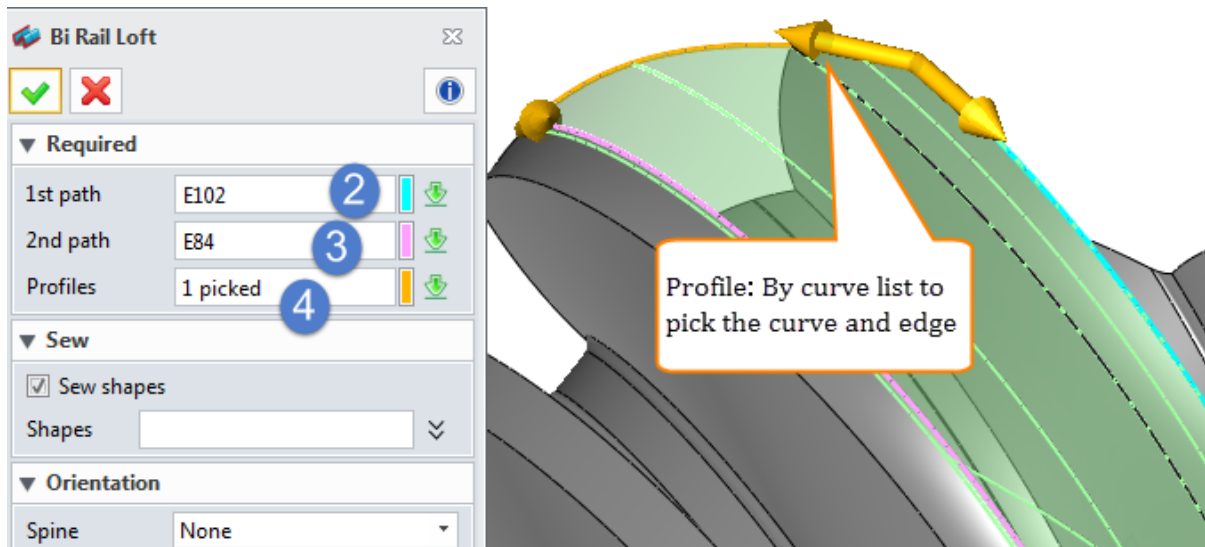 Bi Rail Loft
Required
1st path E102 2
2nd path E84 3
Profiles 1 picked 4
Sew
Sew shapes
Shapes
Orientation
Spine None
Profile: By curve list to
pick the curve and edge